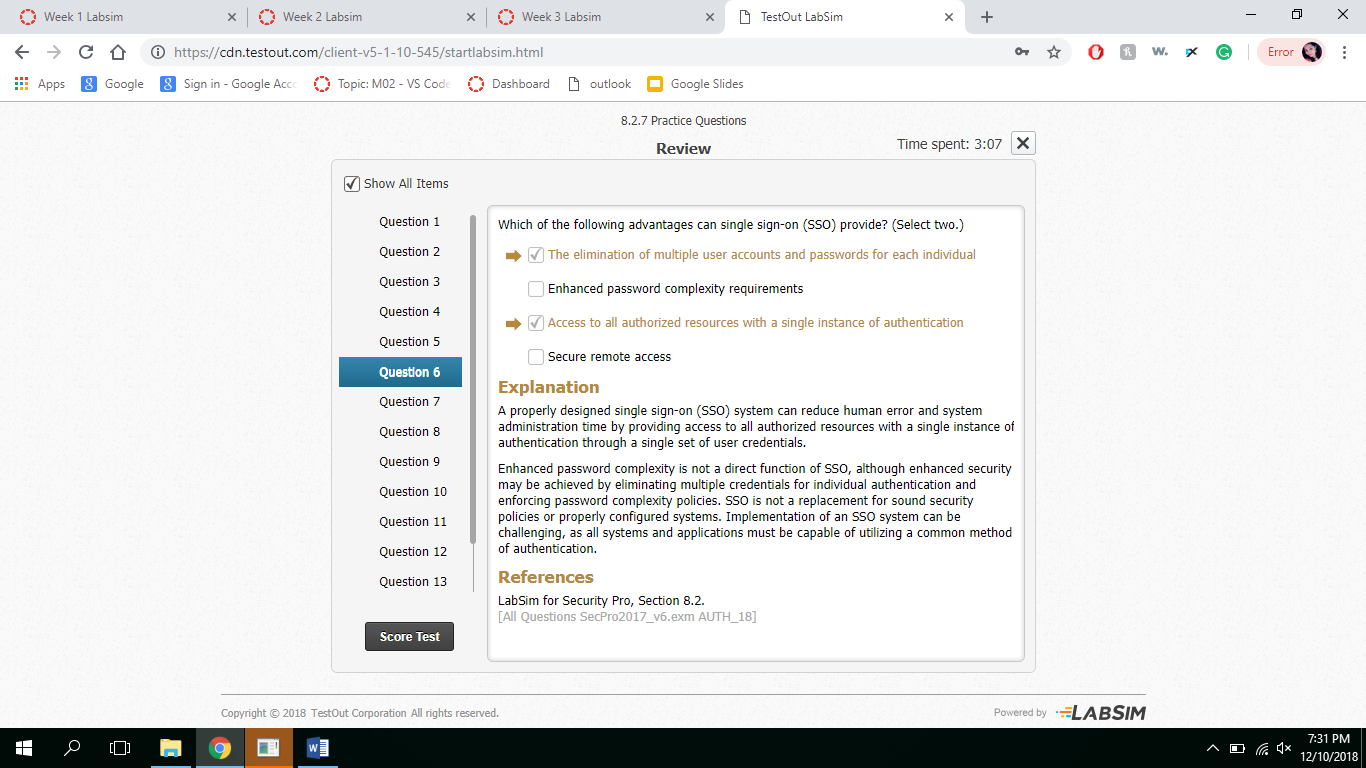 Week 1 Labsim
Week 2 Labsim
Week 3 Labsim
TestOut LabSim
https://cdn.testout.com/client-v5-1-10-545/startlabsim.html
Error
Apps
Google
Sign in - Google Acco
Topic: M02 - VS Code
Dashboard
outlook
Google Slides
8.2.7 Practice Questions
Review
Time spent: 3:07
Show All Items
Question 1
Question 2
Question 3
Question 4
Question 5
Question 6
Question 7
Question 8
Question 9
Question 10
Question 11
Question 12
Question 13
Score Test
Which of the following advantages can single sign-on (SSO) provide? (Select two.)
The elimination of multiple user accounts and passwords for each individual
Enhanced password complexity requirements
Access to all authorized resources with a single instance of authentication
Secure remote access
Explanation
A properly designed single sign-on (SSO) system can reduce human error and system
administration time by providing access to all authorized resources with a single instance of
authentication through a single set of user credentials.
Enhanced password complexity is not a direct function of SSO, although enhanced security
may be achieved by eliminating multiple credentials for individual authentication and
enforcing password complexity policies. SSO is not a replacement for sound security
policies or properly configured systems. Implementation of an SSO system can be
challenging, as all systems and applications must be capable of utilizing a common method
of authentication.
References
LabSim for Security Pro, Section 8.2.
[All Questions SecPro2017_v6.exm AUTH_18]
Copyright © 2018 TestOut Corporation All rights reserved.
Powered by LABSIM
7:31 PM
12/10/2018